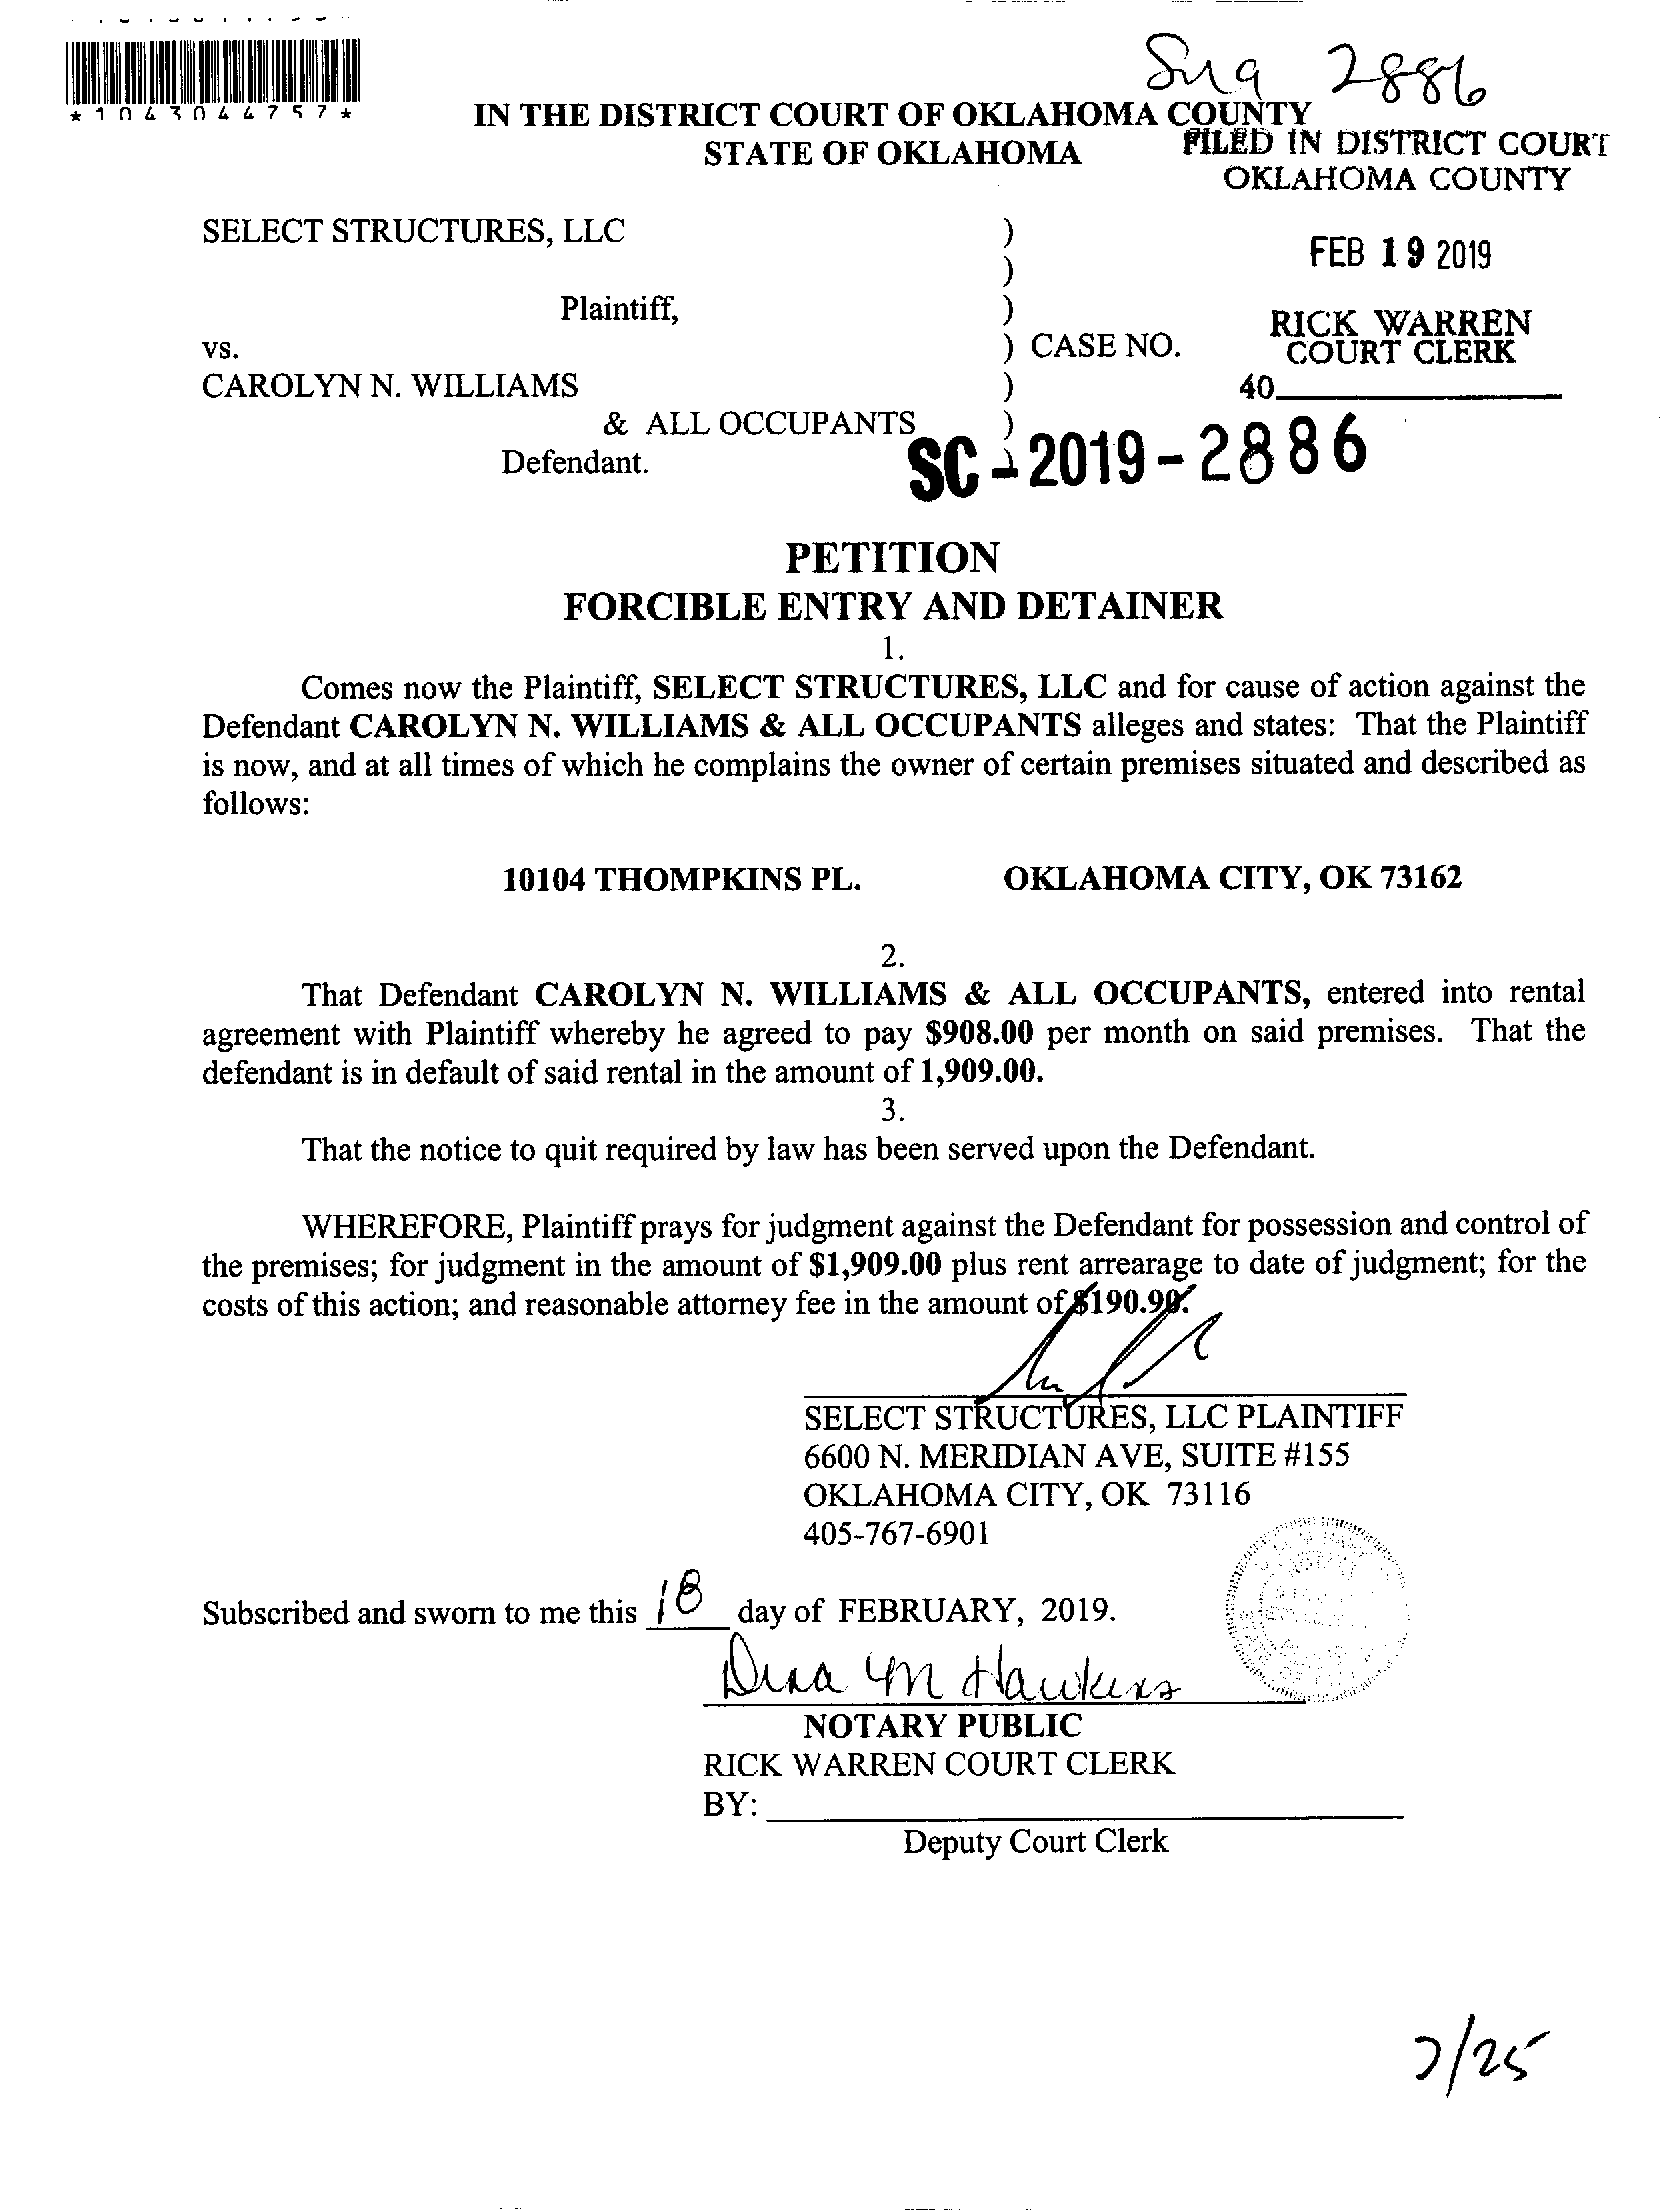 2886
*1043044757*
IN THE DISTRICT COURT OF OKLAHOMA COUNTY
STATE OF OKLAHOMA
FILED IN DISTRICT COURT
OKLAHOMA COUNTY
SELECT STRUCTURES, LLC )
)
FEB 19 2019
Plaintiff, )
RICK WARREN
vs. ) CASE NO.
COURT CLERK
CAROLYN N. WILLIAMS )
40
& ALL OCCUPANTS )
Defendant. )
SC - 2019 - 2886
PETITION
FORCIBLE ENTRY AND DETAINER
1.
Comes now the Plaintiff, SELECT STRUCTURES, LLC and for cause of action against the
Defendant CAROLYN N. WILLIAMS & ALL OCCUPANTS alleges and states: That the Plaintiff
is now, and at all times of which he complains the owner of certain premises situated and described as
follows:
10104 THOMPKINS PL. OKLAHOMA CITY, OK 73162
2.
That Defendant CAROLYN N. WILLIAMS & ALL OCCUPANTS, entered into rental
agreement with Plaintiff whereby he agreed to pay $908.00 per month on said premises. That the
defendant is in default of said rental in the amount of 1,909.00.
3.
That the notice to quit required by law has been served upon the Defendant.
WHEREFORE, Plaintiff prays for judgment against the Defendant for possession and control of
the premises; for judgment in the amount of $1,909.00 plus rent arrearage to date of judgment; for the
costs of this action; and reasonable attorney fee in the amount of $190.90.
SELECT STRUCTURES, LLC PLAINTIFF
6600 N. MERIDIAN AVE, SUITE #155
OKLAHOMA CITY, OK 73116
405-767-6901
Subscribed and sworn to me this 18 day of FEBRUARY, 2019.
M Hawkins
NOTARY PUBLIC
RICK WARREN COURT CLERK
BY:
Deputy Court Clerk
/25